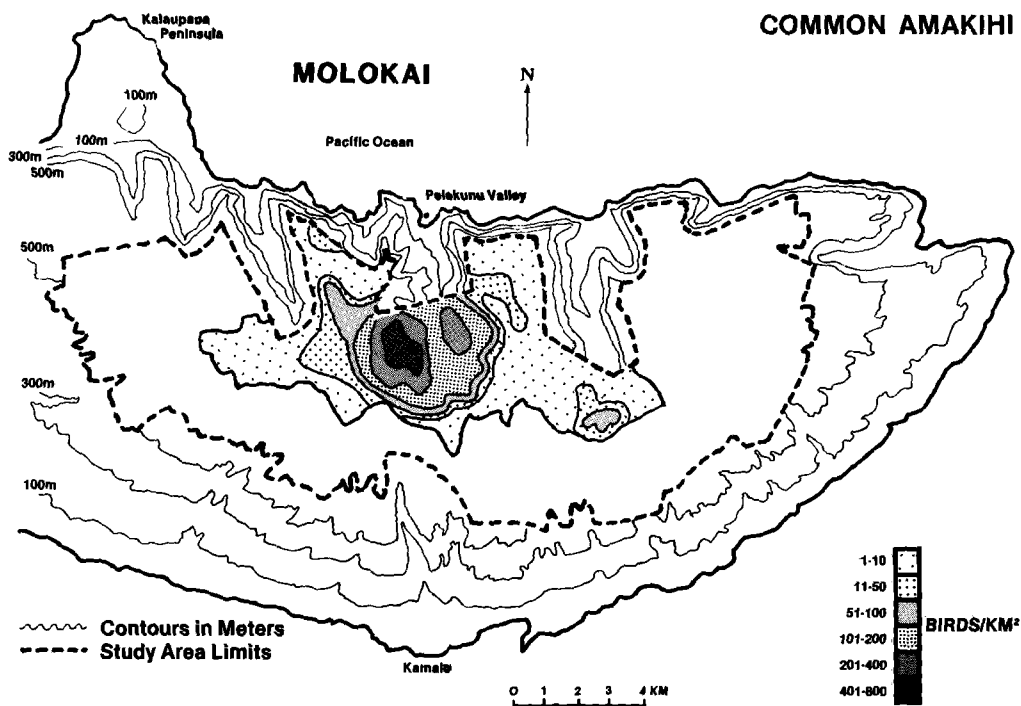 Kalaupapa
Peninsula
COMMON AMAKIHI
MOLOKAI
N
100m
Pacific Ocean
100m
300m
500m
Pelekunu Valley
500m
300m
100m
1-10
11-50
51-100
101-200
201-400
401-800
BIRDS/KM²
Contours in Meters
Study Area Limits
Kamalo
0 1 2 3 4 KM